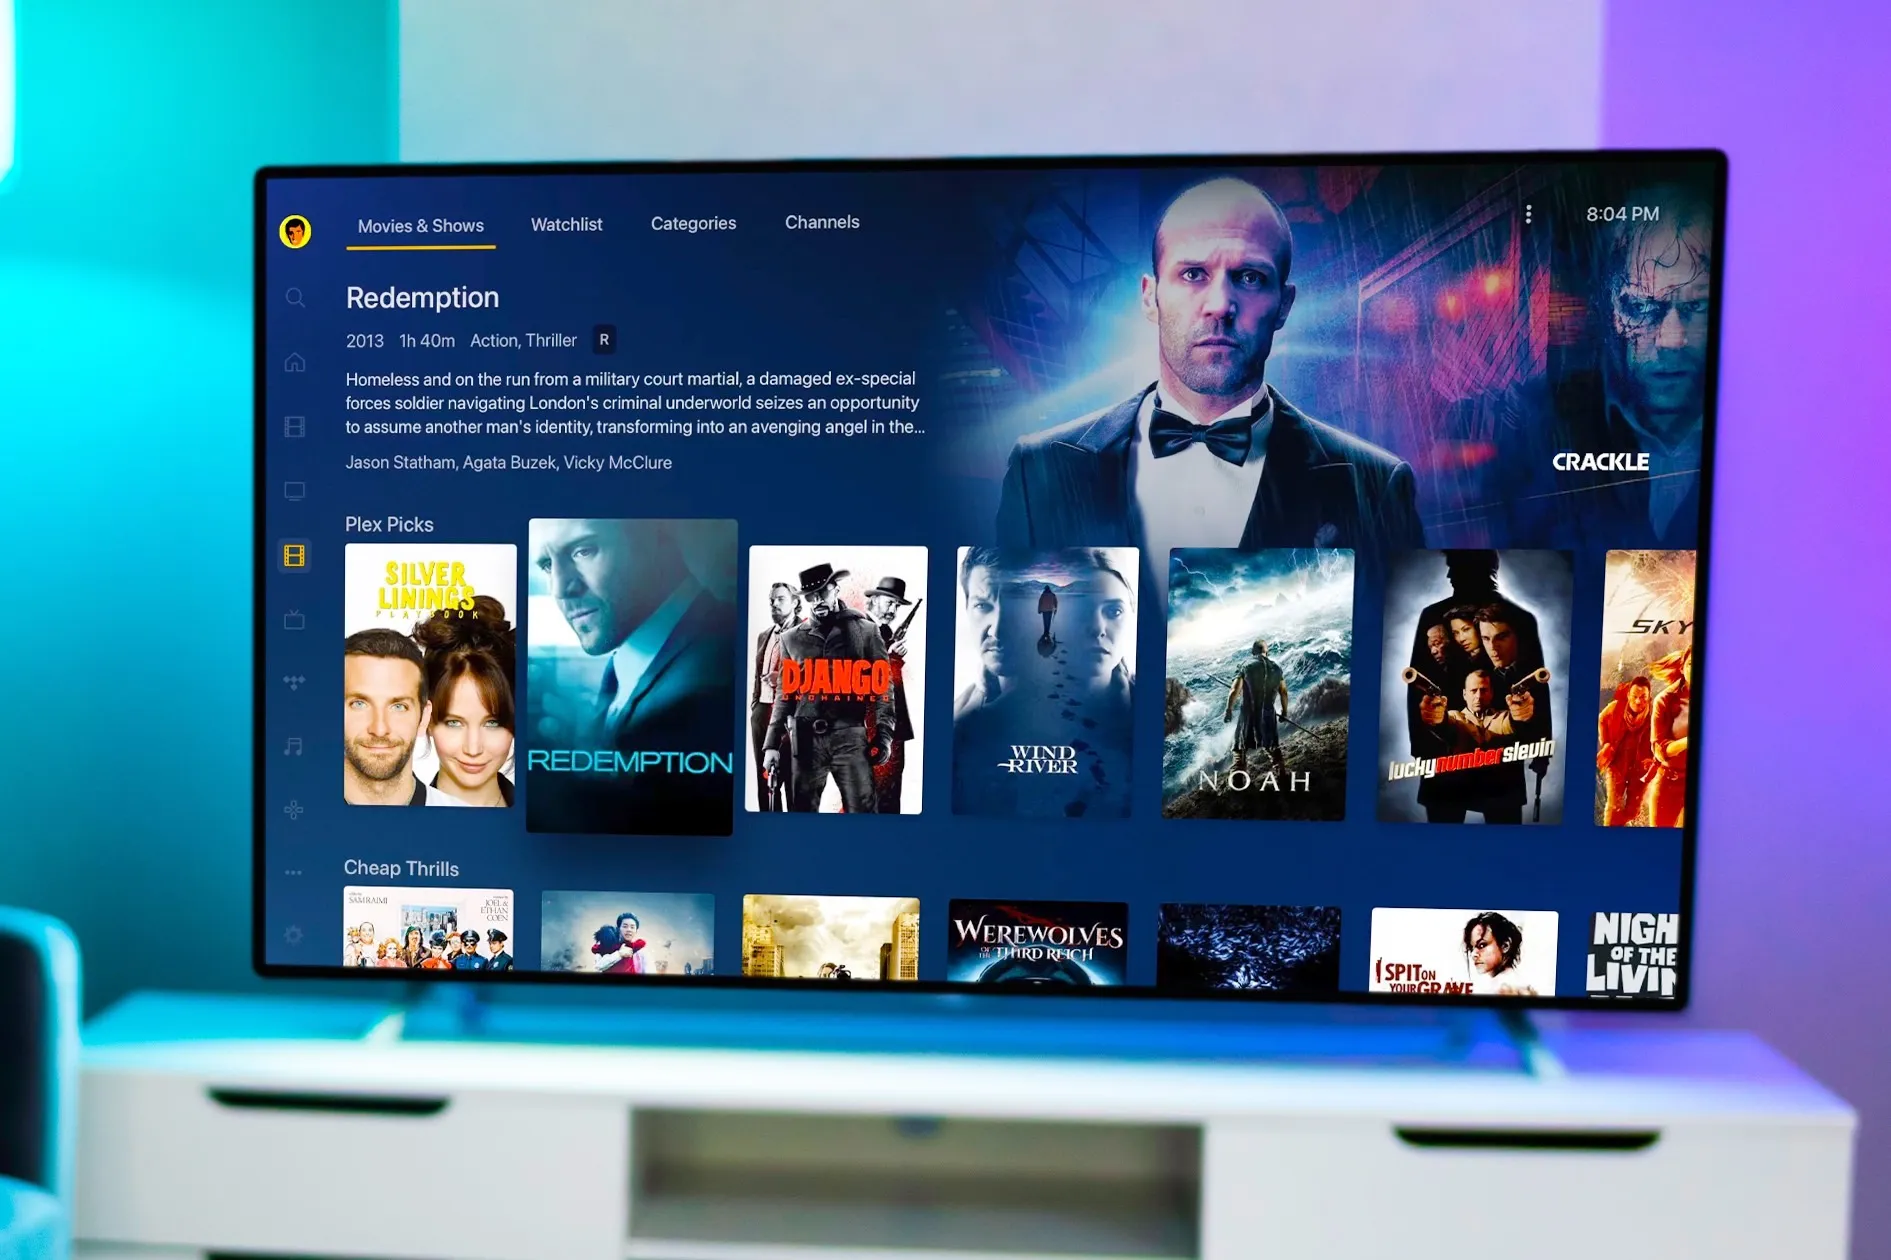 Movies & Shows
Watchlist
Categories
Channels
8:04 PM
Redemption
2013 1h 40m Action, Thriller R
Homeless and on the run from a military court martial, a damaged ex-special
forces soldier navigating London's criminal underworld seizes an opportunity
to assume another man's identity, transforming into an avenging angel in the...
Jason Statham, Agata Buzek, Vicky McClure
CRACKLE
Plex Picks
SILVER
LININGS
PLAYBOOK
REDEMPTION
DJANGO
UNCHAINED
WIND
RIVER
NOAH
luckynumberslevin
SKY
Cheap Thrills
SAM RAIMI
JOEL &
ETHAN
COEN
WEREWOLVES
OF THE THIRD REICH
I SPIT ON
YOUR GRAVE
NIGH
OF THE
LIVIN